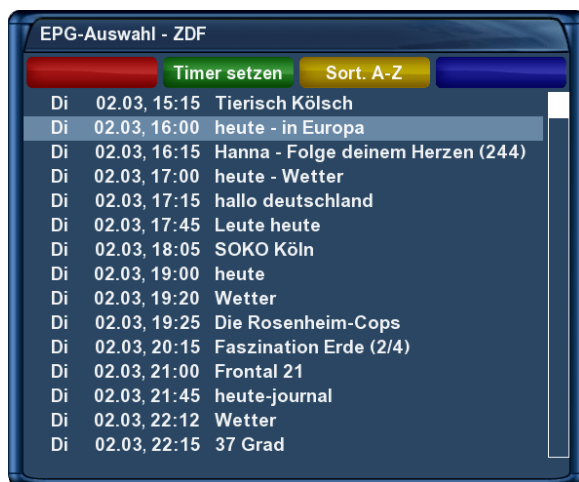 EPG-Auswahl - ZDF
Timer setzen Sort. A-Z
Di 02.03, 15:15 Tierisch Kölsch
Di 02.03, 16:00 heute - in Europa
Di 02.03, 16:15 Hanna - Folge deinem Herzen (244)
Di 02.03, 17:00 heute - Wetter
Di 02.03, 17:15 hallo deutschland
Di 02.03, 17:45 Leute heute
Di 02.03, 18:05 SOKO Köln
Di 02.03, 19:00 heute
Di 02.03, 19:20 Wetter
Di 02.03, 19:25 Die Rosenheim-Cops
Di 02.03, 20:15 Faszination Erde (2/4)
Di 02.03, 21:00 Frontal 21
Di 02.03, 21:45 heute-journal
Di 02.03, 22:12 Wetter
Di 02.03, 22:15 37 Grad